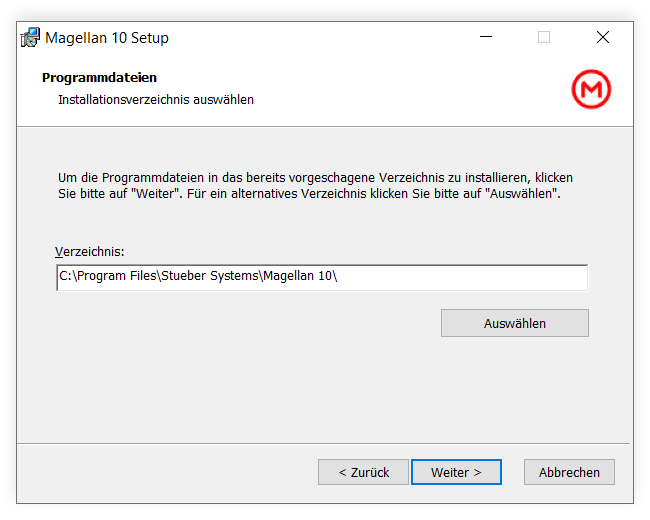 Magellan 10 Setup
Programmdateien
Installationsverzeichnis auswählen
M
Um die Programmdateien in das bereits vorgeschagene Verzeichnis zu installieren, klicken
Sie bitte auf "Weiter". Für ein alternatives Verzeichnis klicken Sie bitte auf "Auswählen".
Verzeichnis:
C:\Program Files\Stueber Systems\Magellan 10\
Auswählen
< Zurück Weiter > Abbrechen